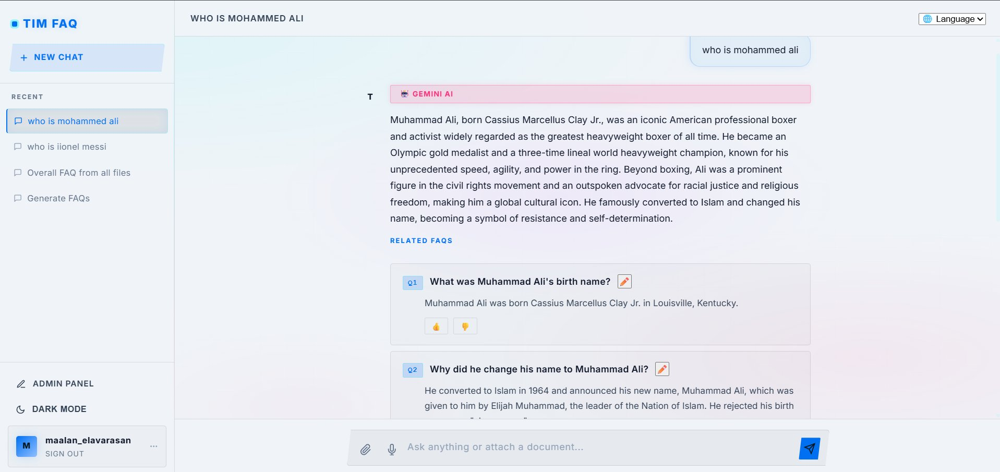 TIM FAQ
+ NEW CHAT
RECENT
who is mohammed ali
who is iionel messi
Overall FAQ from all files
Generate FAQs
ADMIN PANEL
DARK MODE
M
maalan_elavarasan
SIGN OUT
...
WHO IS MOHAMMED ALI
Language
who is mohammed ali
T
GEMINI AI
Muhammad Ali, born Cassius Marcellus Clay Jr., was an iconic American professional boxer
and activist widely regarded as the greatest heavyweight boxer of all time. He became an
Olympic gold medalist and a three-time lineal world heavyweight champion, known for his
unprecedented speed, agility, and power in the ring. Beyond boxing, Ali was a prominent
figure in the civil rights movement and an outspoken advocate for racial justice and religious
freedom, making him a global cultural icon. He famously converted to Islam and changed his
name, becoming a symbol of resistance and self-determination.
RELATED FAQS
Q1 What was Muhammad Ali's birth name?
Muhammad Ali was born Cassius Marcellus Clay Jr. in Louisville, Kentucky.
Q2 Why did he change his name to Muhammad Ali?
He converted to Islam in 1964 and announced his new name, Muhammad Ali, which was
given to him by Elijah Muhammad, the leader of the Nation of Islam. He rejected his birth
Ask anything or attach a document...